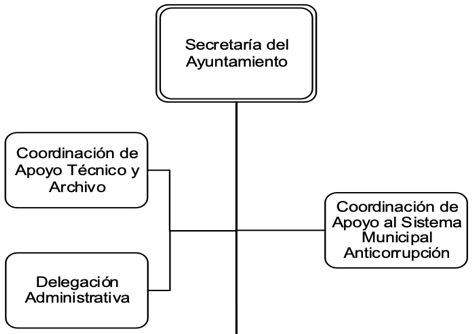 Secretaría del
Ayuntamiento
Coordinación de
Apoyo Técnico y
Archivo
Coordinación de
Apoyo al Sistema
Municipal
Anticorrupción
Delegación
Administrativa